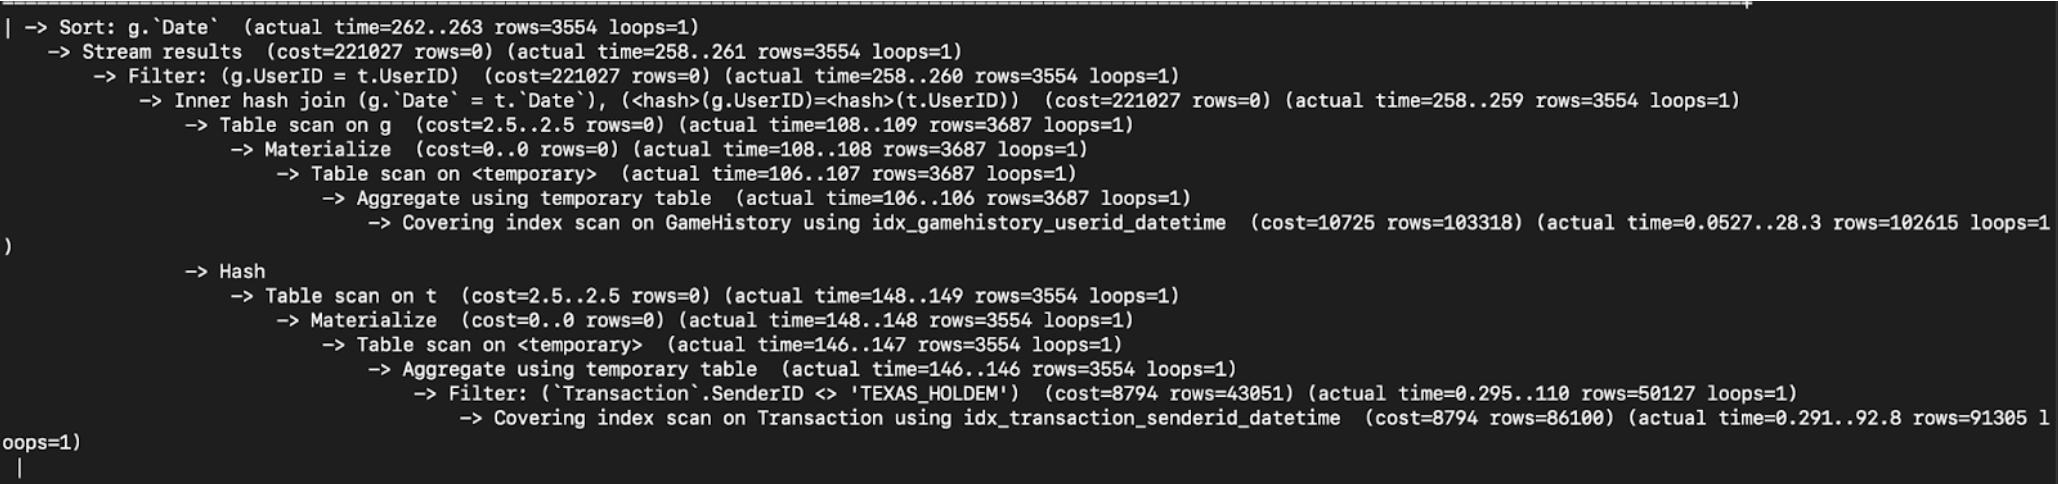 | -> Sort: g.`Date`  (actual time=262..263 rows=3554 loops=1)
    -> Stream results  (cost=221027 rows=0) (actual time=258..261 rows=3554 loops=1)
        -> Filter: (g.UserID = t.UserID)  (cost=221027 rows=0) (actual time=258..260 rows=3554 loops=1)
            -> Inner hash join (g.`Date` = t.`Date`), (<hash>(g.UserID)=<hash>(t.UserID))  (cost=221027 rows=0) (actual time=258..259 rows=3554 loops=1)
                -> Table scan on g  (cost=2.5..2.5 rows=0) (actual time=108..109 rows=3687 loops=1)
                    -> Materialize  (cost=0..0 rows=0) (actual time=108..108 rows=3687 loops=1)
                        -> Table scan on <temporary>  (actual time=106..107 rows=3687 loops=1)
                            -> Aggregate using temporary table  (actual time=106..106 rows=3687 loops=1)
                                -> Covering index scan on GameHistory using idx_gamehistory_userid_datetime  (cost=10725 rows=103318) (actual time=0.0527..28.3 rows=102615 loops=1
)
                -> Hash
                    -> Table scan on t  (cost=2.5..2.5 rows=0) (actual time=148..149 rows=3554 loops=1)
                        -> Materialize  (cost=0..0 rows=0) (actual time=148..148 rows=3554 loops=1)
                            -> Table scan on <temporary>  (actual time=146..147 rows=3554 loops=1)
                                -> Aggregate using temporary table  (actual time=146..146 rows=3554 loops=1)
                                    -> Filter: (`Transaction`.SenderID <> 'TEXAS_HOLDEM')  (cost=8794 rows=43051) (actual time=0.295..110 rows=50127 loops=1)
                                        -> Covering index scan on Transaction using idx_transaction_senderid_datetime  (cost=8794 rows=86100) (actual time=0.291..92.8 rows=91305 l
oops=1)
 |